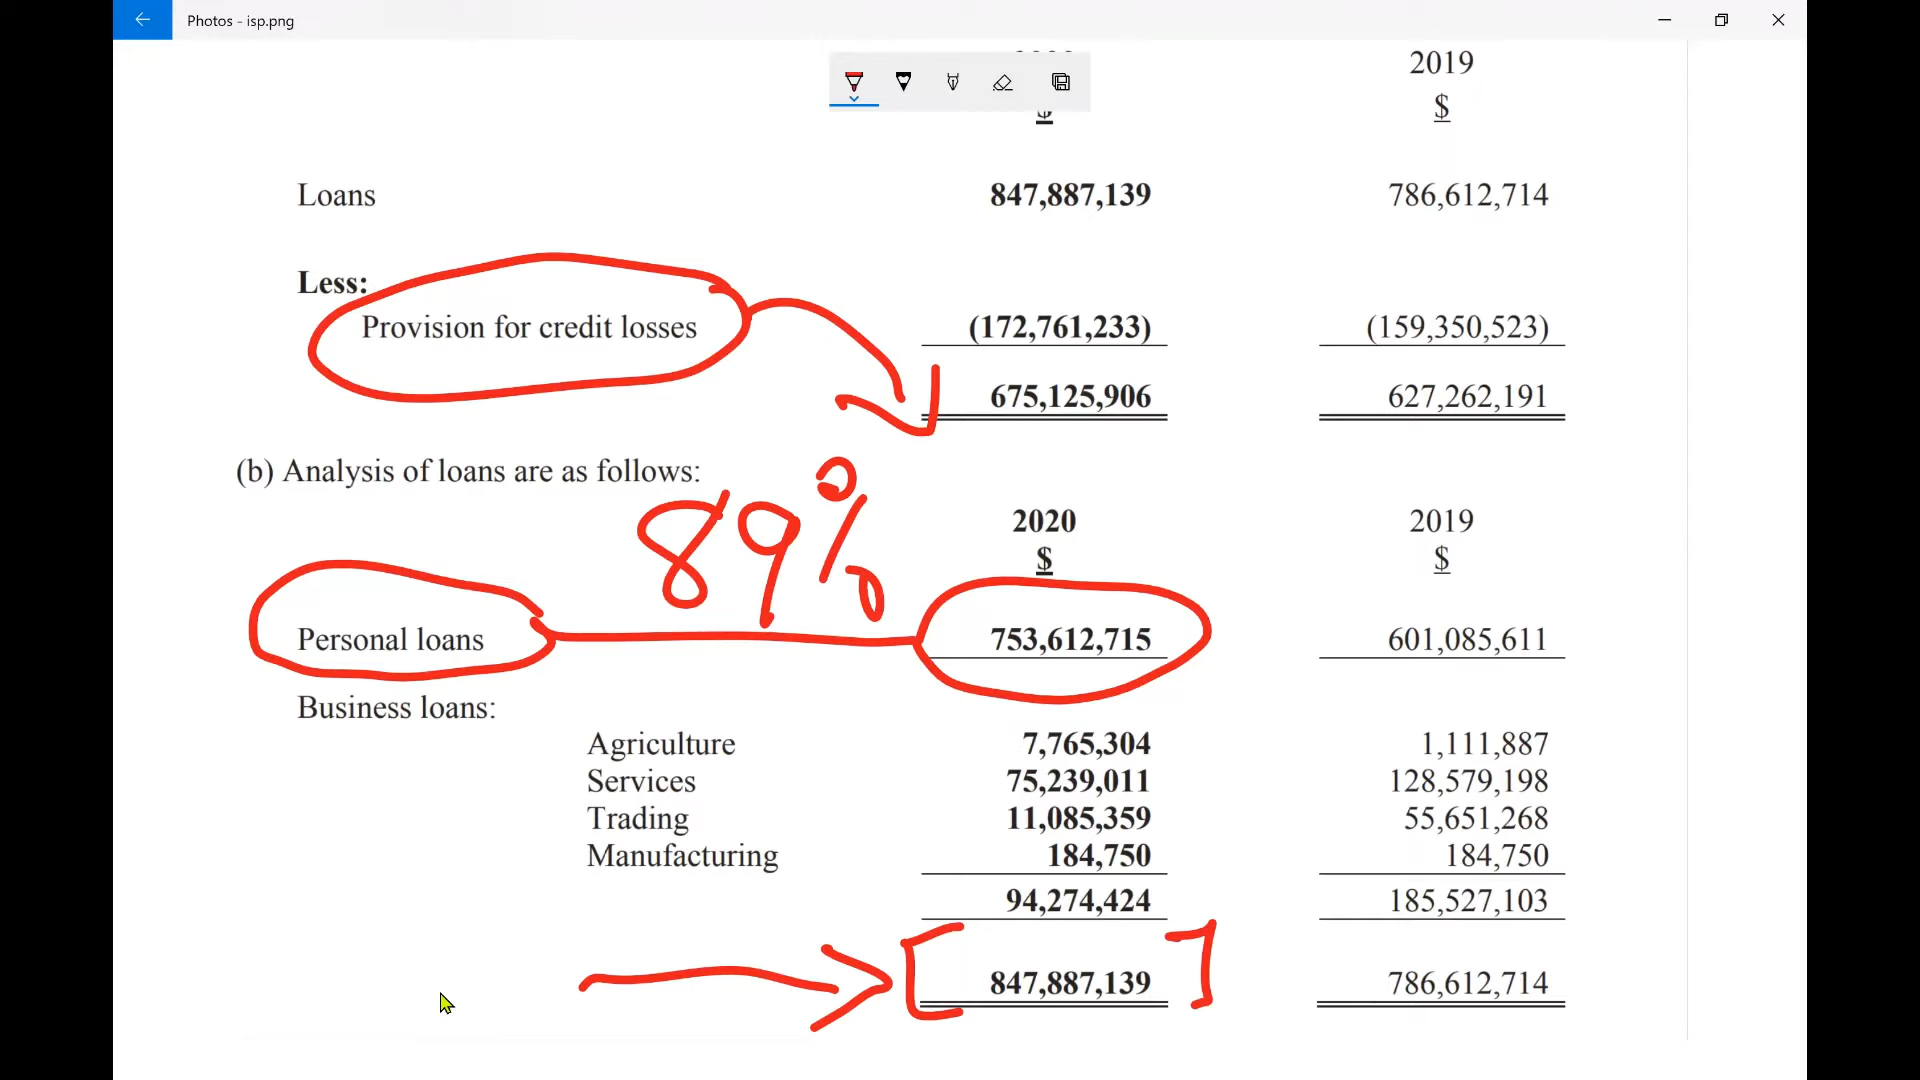 Photos - isp.png
2019
$ $
Loans 847,887,139 786,612,714
Less:
Provision for credit losses (172,761,233) (159,350,523)
675,125,906 627,262,191
(b) Analysis of loans are as follows:
89%
2020 2019
$ $
Personal loans 753,612,715 601,085,611
Business loans:
Agriculture 7,765,304 1,111,887
Services 75,239,011 128,579,198
Trading 11,085,359 55,651,268
Manufacturing 184,750 184,750
94,274,424 185,527,103
847,887,139 786,612,714